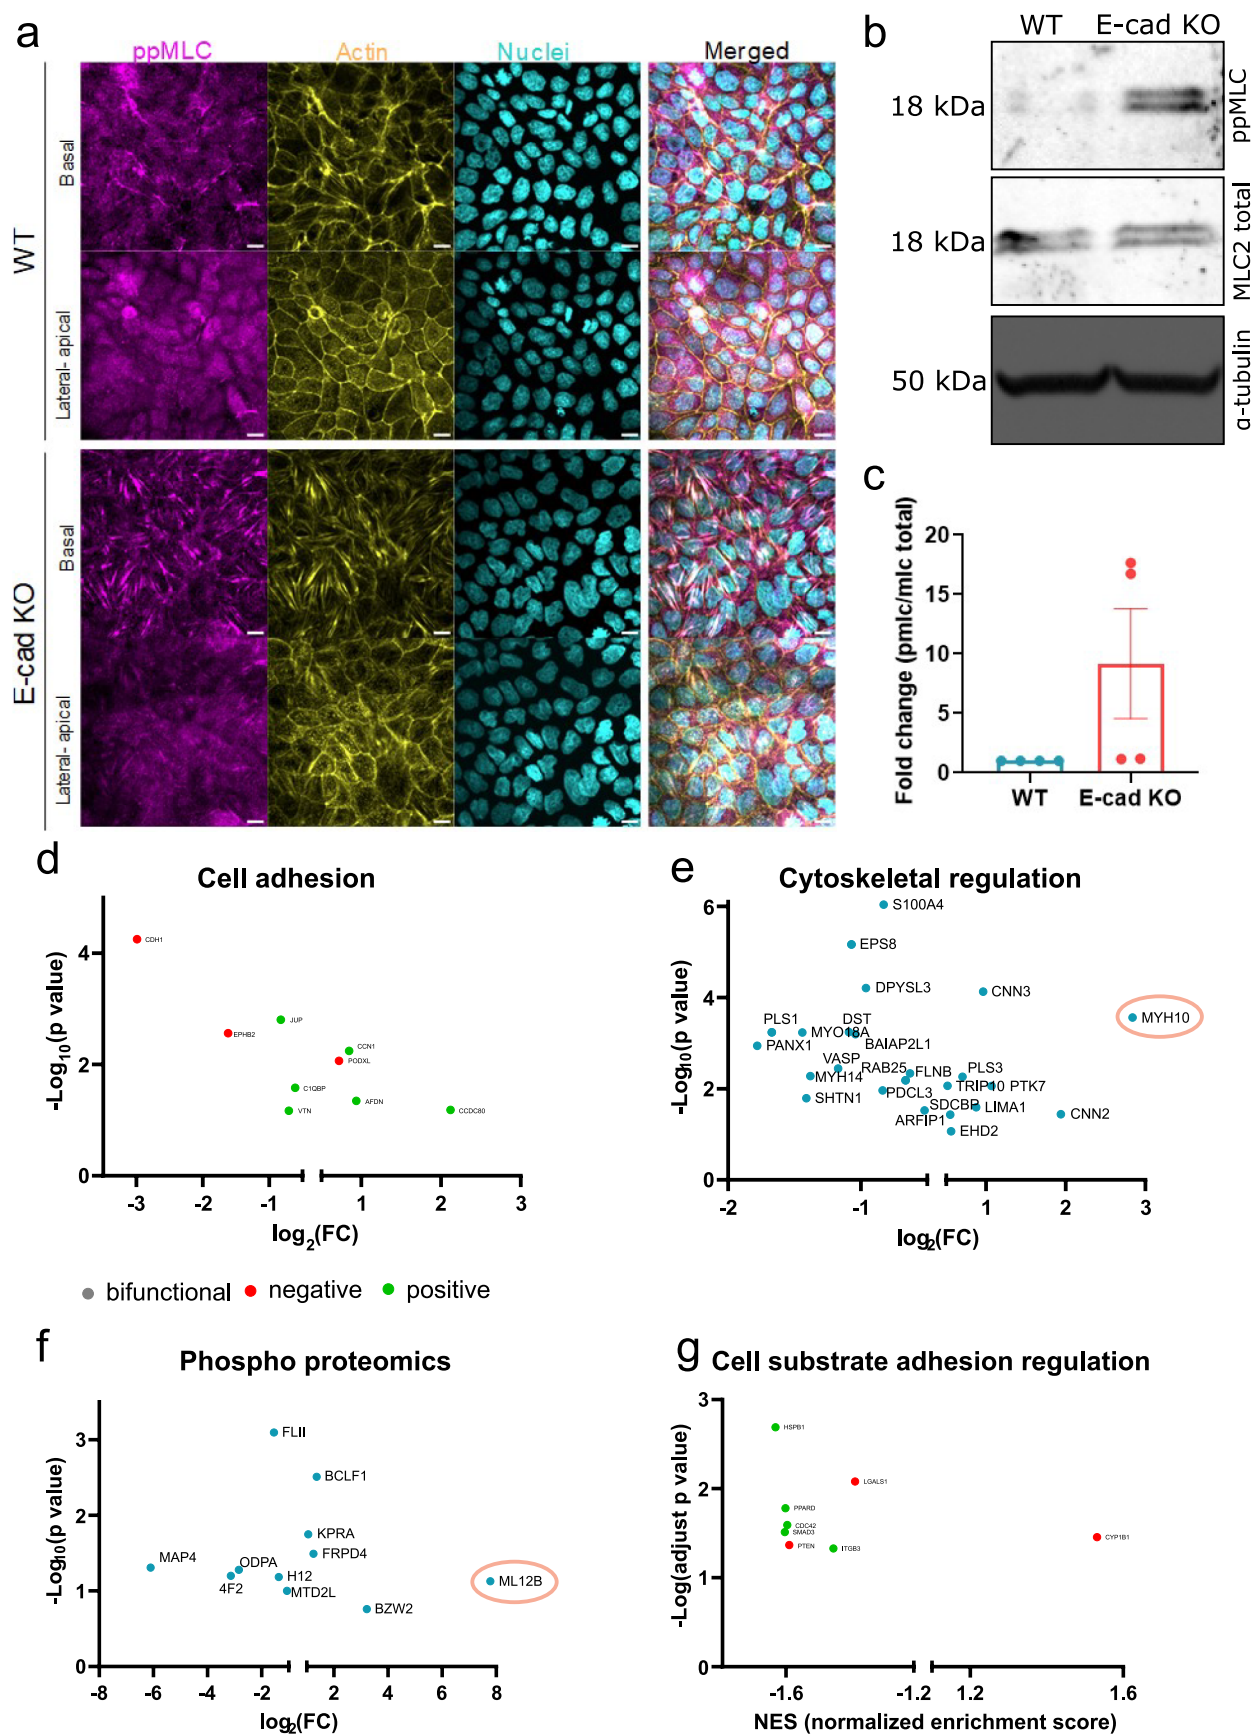 a
ppMLC Actin Nuclei Merged
WT
Basal
Lateral- apical
E-cad KO
Basal
Lateral- apical
b
WT E-cad KO
18 kDa ppMLC
18 kDa MLC2 total
50 kDa α-tubulin
c
Fold change (pmlc/mlc total)
20
15
10
5
0
WT E-cad KO
d
Cell adhesion
-Log10(p value)
4
2
0
CDH1
JUP
EPHB2
CCN1
PODXL
C1QBP
AFDN
VTN
CCDC80
-3 -2 -1 1 2 3
log2(FC)
bifunctional negative positive
e
Cytoskeletal regulation
-Log10(p value)
6
4
2
0
S100A4
EPS8
DPYSL3
CNN3
MYH10
PLS1
MYO18A
DST
PANX1
BAIAP2L1
VASP
RAB25
FLNB
PLS3
MYH14
PDCL3
TRIP10
PTK7
SHTN1
SDCBP
LIMA1
ARFIP1
CNN2
EHD2
-2 -1 1 2 3
log2(FC)
f
Phospho proteomics
-Log10(p value)
3
2
1
0
FLII
BCLF1
KPRA
FRPD4
MAP4
ODPA
4F2
H12
MTD2L
ML12B
BZW2
-8 -6 -4 -2 2 4 6 8
log2(FC)
g
Cell substrate adhesion regulation
-Log(adjust p value)
3
2
1
0
HSPB1
LGALS1
PPARD
CDC42
SMAD3
PTEN
ITGB3
CYP1B1
-1.6 -1.2 1.2 1.6
NES (normalized enrichment score)